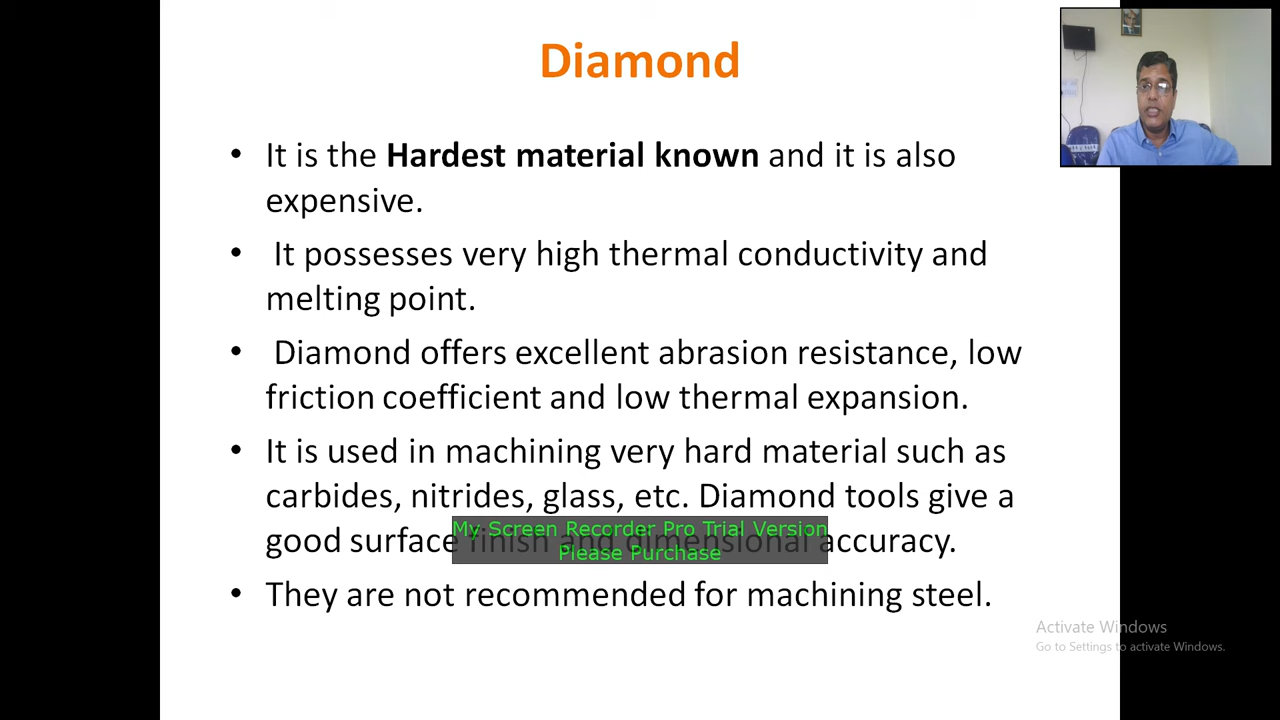 Diamond
• It is the Hardest material known and it is also
expensive.
• It possesses very high thermal conductivity and
melting point.
• Diamond offers excellent abrasion resistance, low
friction coefficient and low thermal expansion.
• It is used in machining very hard material such as
carbides, nitrides, glass, etc. Diamond tools give a
good surface finish and dimensional accuracy.
My Screen Recorder Pro Trial Version
Please Purchase
• They are not recommended for machining steel.
Activate Windows
Go to Settings to activate Windows.